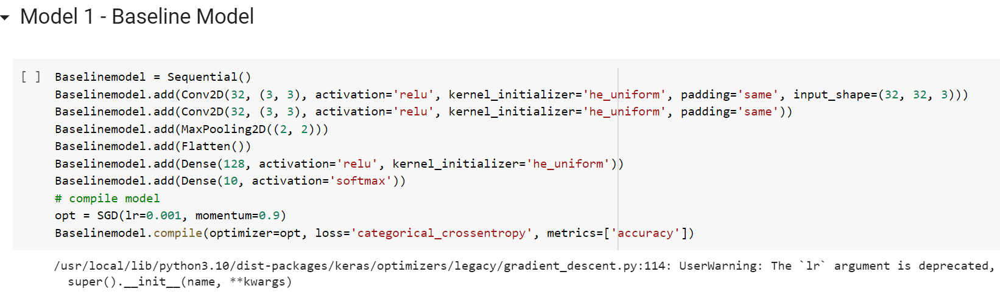 Model 1 - Baseline Model
[ ] Baselinemodel = Sequential()
Baselinemodel.add(Conv2D(32, (3, 3), activation='relu', kernel_initializer='he_uniform', padding='same', input_shape=(32, 32, 3)))
Baselinemodel.add(Conv2D(32, (3, 3), activation='relu', kernel_initializer='he_uniform', padding='same'))
Baselinemodel.add(MaxPooling2D((2, 2)))
Baselinemodel.add(Flatten())
Baselinemodel.add(Dense(128, activation='relu', kernel_initializer='he_uniform'))
Baselinemodel.add(Dense(10, activation='softmax'))
# compile model
opt = SGD(lr=0.001, momentum=0.9)
Baselinemodel.compile(optimizer=opt, loss='categorical_crossentropy', metrics=['accuracy'])
/usr/local/lib/python3.10/dist-packages/keras/optimizers/legacy/gradient_descent.py:114: UserWarning: The `lr` argument is deprecated,
super().__init__(name, **kwargs)